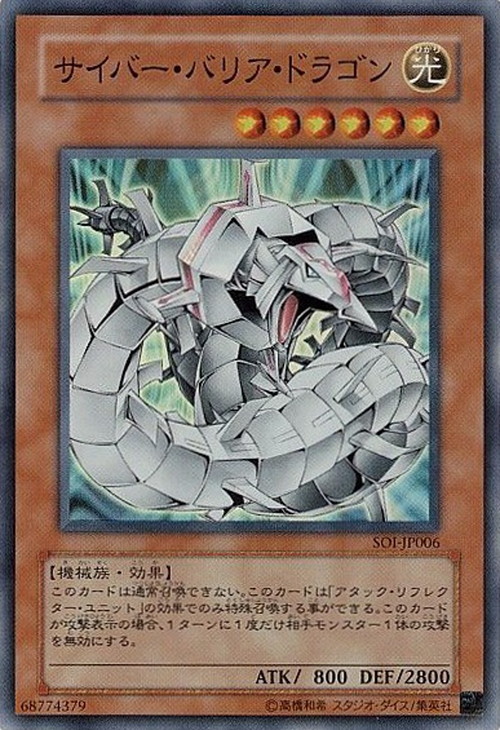 サイバー・バリア・ドラゴン
ひかり
光
SOI-JP006
【機械族・効果】
このカードは通常召喚できない。このカードは「アタック・リフレク
ター・ユニット」の効果でのみ特殊召喚する事ができる。このカード
が攻撃表示の場合、1ターンに1度だけ相手モンスター1体の攻撃
を無効にする。
ATK/ 800 DEF/2800
68774379
©高橋和希 スタジオ・ダイス/集英社